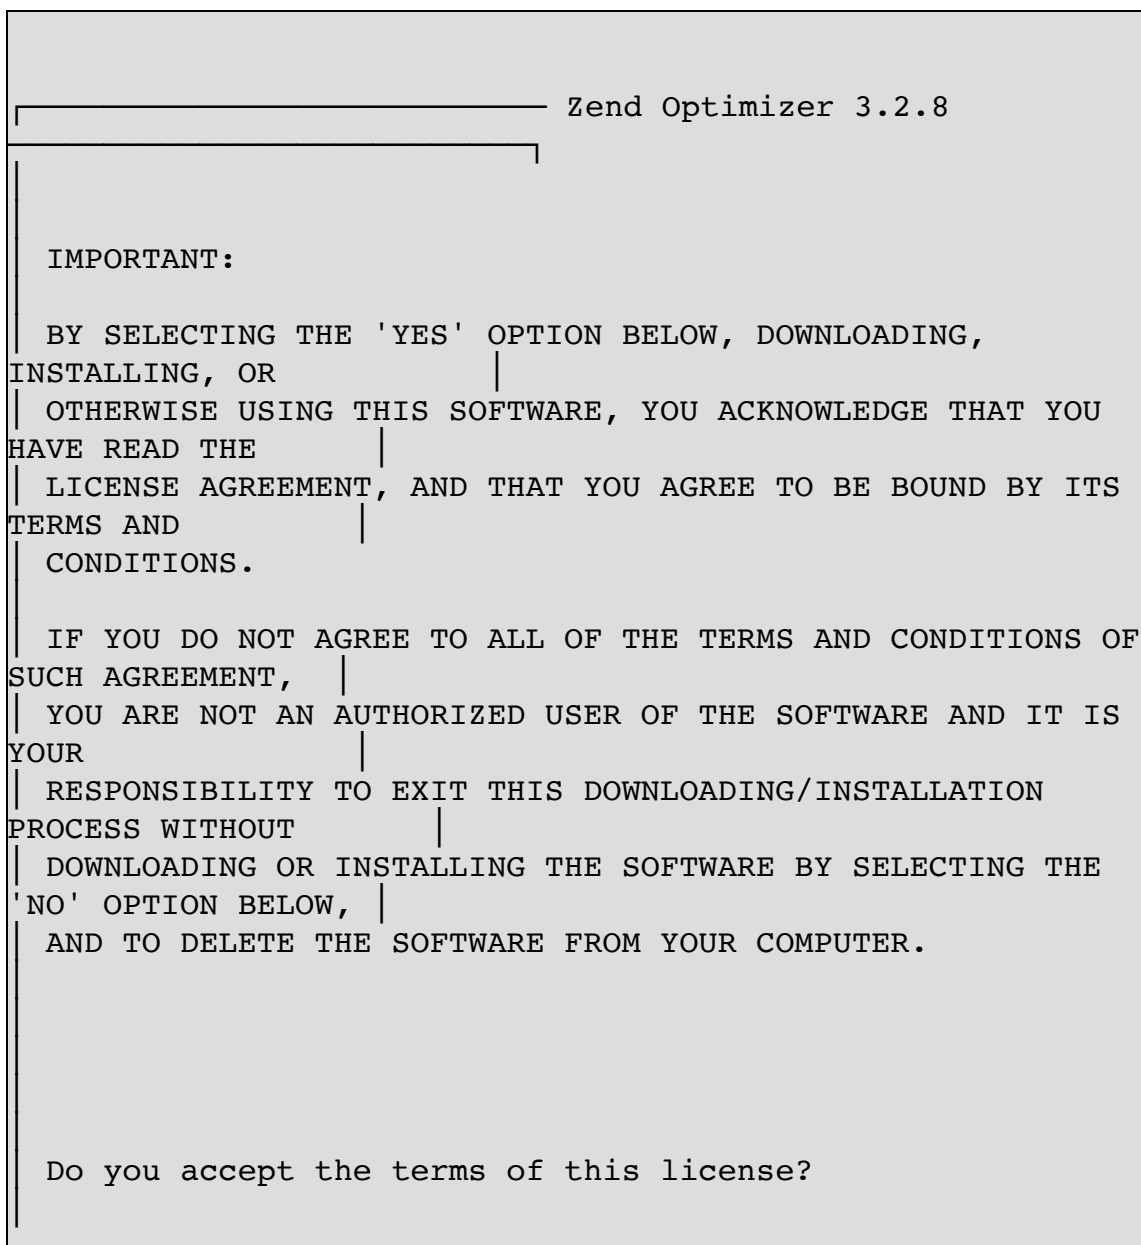 Zend Optimizer 3.2.8
IMPORTANT:
BY SELECTING THE 'YES' OPTION BELOW, DOWNLOADING,
INSTALLING, OR
OTHERWISE USING THIS SOFTWARE, YOU ACKNOWLEDGE THAT YOU
HAVE READ THE
LICENSE AGREEMENT, AND THAT YOU AGREE TO BE BOUND BY ITS
TERMS AND
CONDITIONS.
IF YOU DO NOT AGREE TO ALL OF THE TERMS AND CONDITIONS OF
SUCH AGREEMENT,
YOU ARE NOT AN AUTHORIZED USER OF THE SOFTWARE AND IT IS
YOUR
RESPONSIBILITY TO EXIT THIS DOWNLOADING/INSTALLATION
PROCESS WITHOUT
DOWNLOADING OR INSTALLING THE SOFTWARE BY SELECTING THE
'NO' OPTION BELOW,
AND TO DELETE THE SOFTWARE FROM YOUR COMPUTER.
Do you accept the terms of this license?